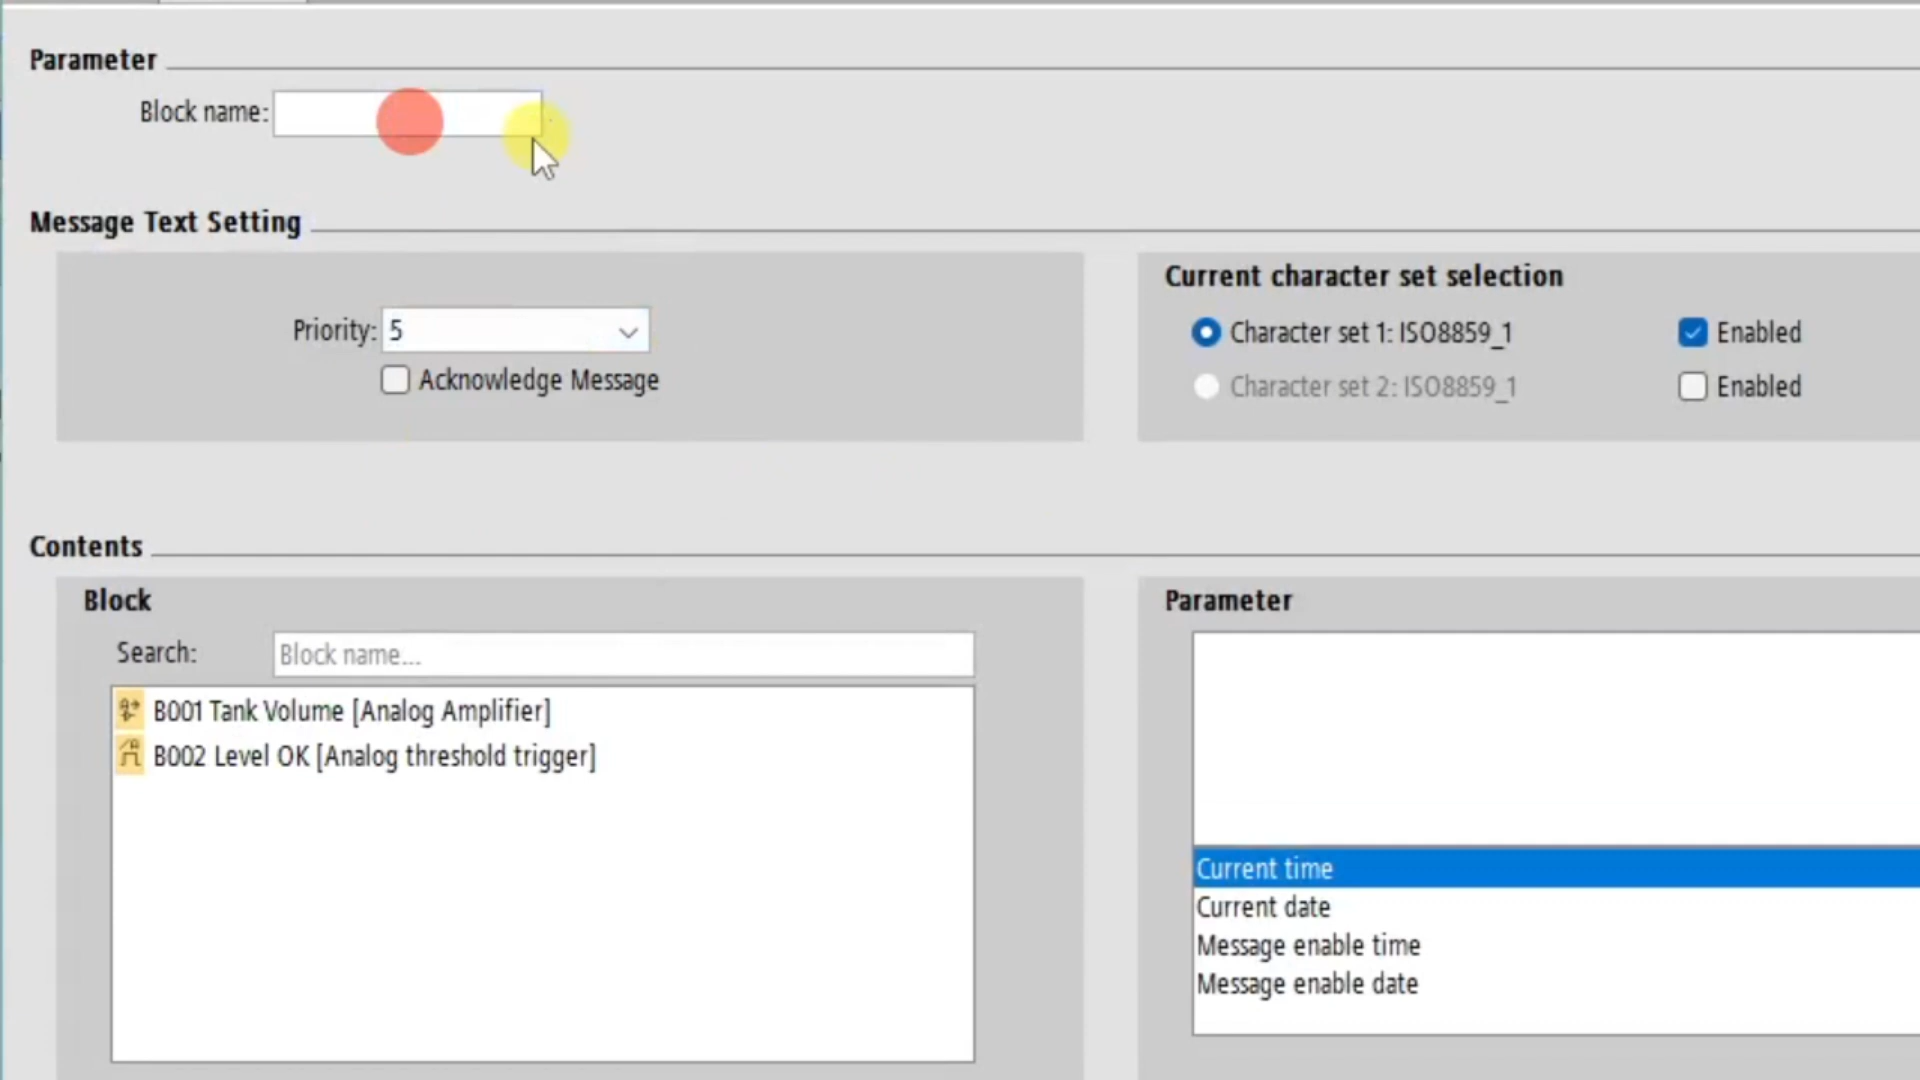 Parameter
Block name:
Message Text Setting
Priority: 5
Acknowledge Message
Current character set selection
Character set 1: ISO8859_1 Enabled
Character set 2: ISO8859_1 Enabled
Contents
Block
Search: Block name...
B001 Tank Volume [Analog Amplifier]
B002 Level OK [Analog threshold trigger]
Parameter
Current time
Current date
Message enable time
Message enable date